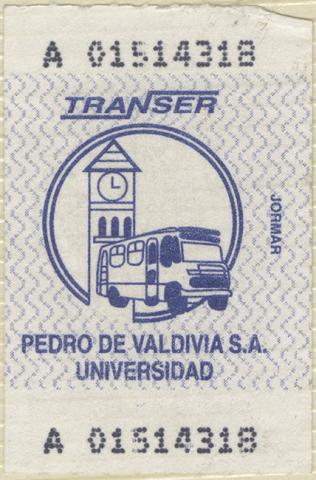 A 01514318
TRANSER
JORMAR
PEDRO DE VALDIVIA S.A.
UNIVERSIDAD
A 01514318